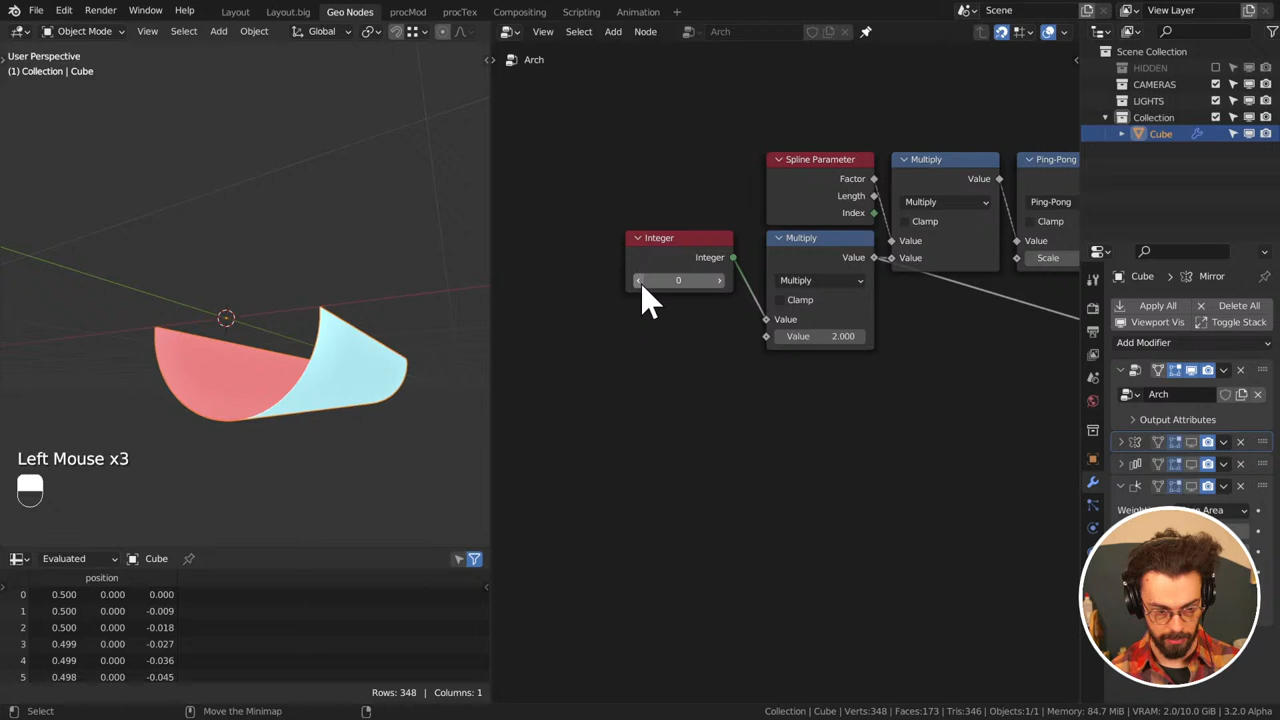 File Edit Render Window Help Layout Layout.big Geo Nodes procMod procTex Compositing Scripting Animation + Scene View Layer
Object Mode View Select Add Object Global View Select Add Node Arch
User Perspective
(1) Collection | Cube
Arch
Scene Collection
HIDDEN
CAMERAS
LIGHTS
Collection
Cube
Spline Parameter
Factor
Length
Index
Multiply
Value
Multiply
Clamp
Value
Value
Ping-Pong
Ping-Pong
Clamp
Value
Scale
Integer
Integer
0
Multiply
Value
Multiply
Clamp
Value
Value 2.000
Left Mouse x3
Cube Mirror
Apply All Delete All
Viewport Vis Toggle Stack
Add Modifier
Arch
Output Attributes
Area
Evaluated Cube
position
0 0.500 0.000 0.000
1 0.500 0.000 -0.009
2 0.500 0.000 -0.018
3 0.499 0.000 -0.027
4 0.499 0.000 -0.036
5 0.498 0.000 -0.045
Rows: 348 | Columns: 1
Select Move the Minimap Collection | Cube | Verts:348 | Faces:173 | Tris:346 | Objects:1/1 | Memory: 84.7 MiB | VRAM: 2.0/10.0 GiB | 3.2.0 Alpha